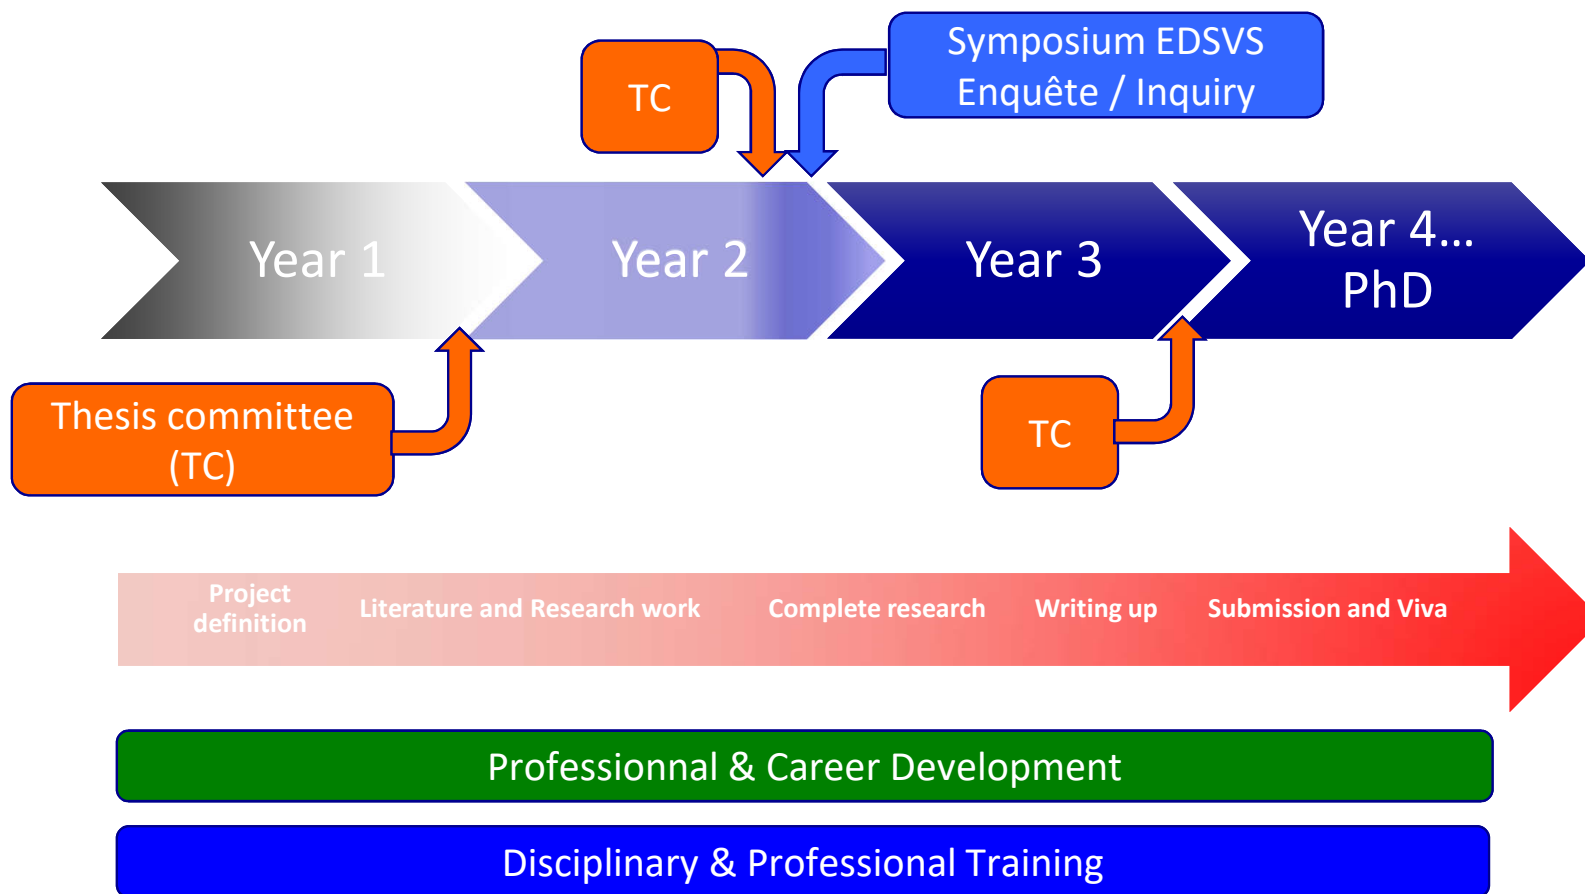 Symposium EDSVS
Enquête / Inquiry
TC
Year 1
Year 2
Year 3
Year 4...
PhD
Thesis committee
(TC)
TC
Project
definition
Literature and Research work
Complete research
Writing up
Submission and Viva
Professionnal & Career Development
Disciplinary & Professional Training